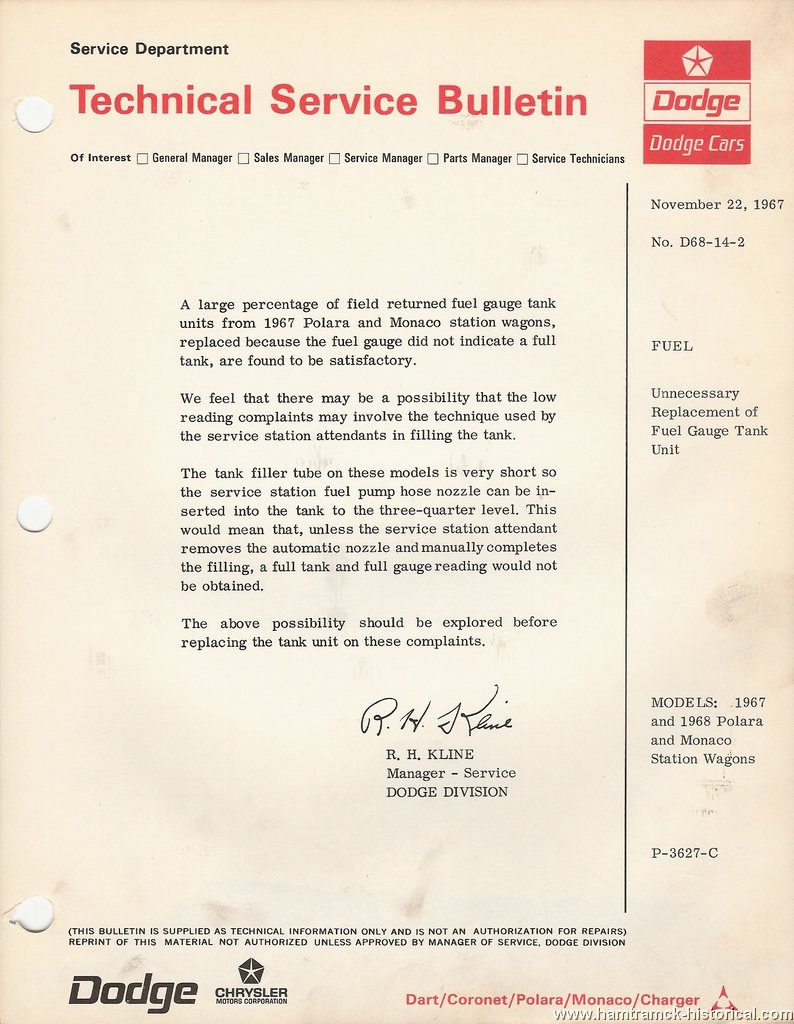 Service Department
Technical Service Bulletin
Dodge
Dodge Cars
Of Interest General Manager Sales Manager Service Manager Parts Manager Service Technicians
November 22, 1967
No. D68-14-2
FUEL
Unnecessary
Replacement of
Fuel Gauge Tank
Unit
A large percentage of field returned fuel gauge tank
units from 1967 Polara and Monaco station wagons,
replaced because the fuel gauge did not indicate a full
tank, are found to be satisfactory.
We feel that there may be a possibility that the low
reading complaints may involve the technique used by
the service station attendants in filling the tank.
The tank filler tube on these models is very short so
the service station fuel pump hose nozzle can be in-
serted into the tank to the three-quarter level. This
would mean that, unless the service station attendant
removes the automatic nozzle and manually completes
the filling, a full tank and full gauge reading would not
be obtained.
The above possibility should be explored before
replacing the tank unit on these complaints.
R. H. Kline
R. H. KLINE
Manager - Service
DODGE DIVISION
MODELS: 1967
and 1968 Polara
and Monaco
Station Wagons
P-3627-C
(THIS BULLETIN IS SUPPLIED AS TECHNICAL INFORMATION ONLY AND IS NOT AN AUTHORIZATION FOR REPAIRS)
REPRINT OF THIS MATERIAL NOT AUTHORIZED UNLESS APPROVED BY MANAGER OF SERVICE, DODGE DIVISION
Dodge
CHRYSLER
MOTORS CORPORATION
Dart/Coronet/Polara/Monaco/Charger
www.hamtramck-historical.com